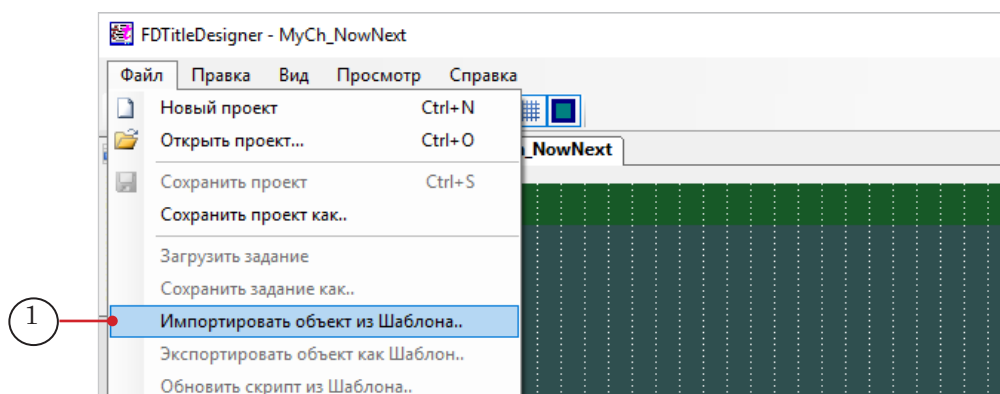 FDTitleDesigner - MyCh_NowNext
Файл Правка Вид Просмотр Справка
Новый проект Ctrl+N
Открыть проект... Ctrl+O
_NowNext
Сохранить проект Ctrl+S
Сохранить проект как..
Загрузить задание
Сохранить задание как..
1 Импортировать объект из Шаблона..
Экспортировать объект как Шаблон..
Обновить скрипт из Шаблона..